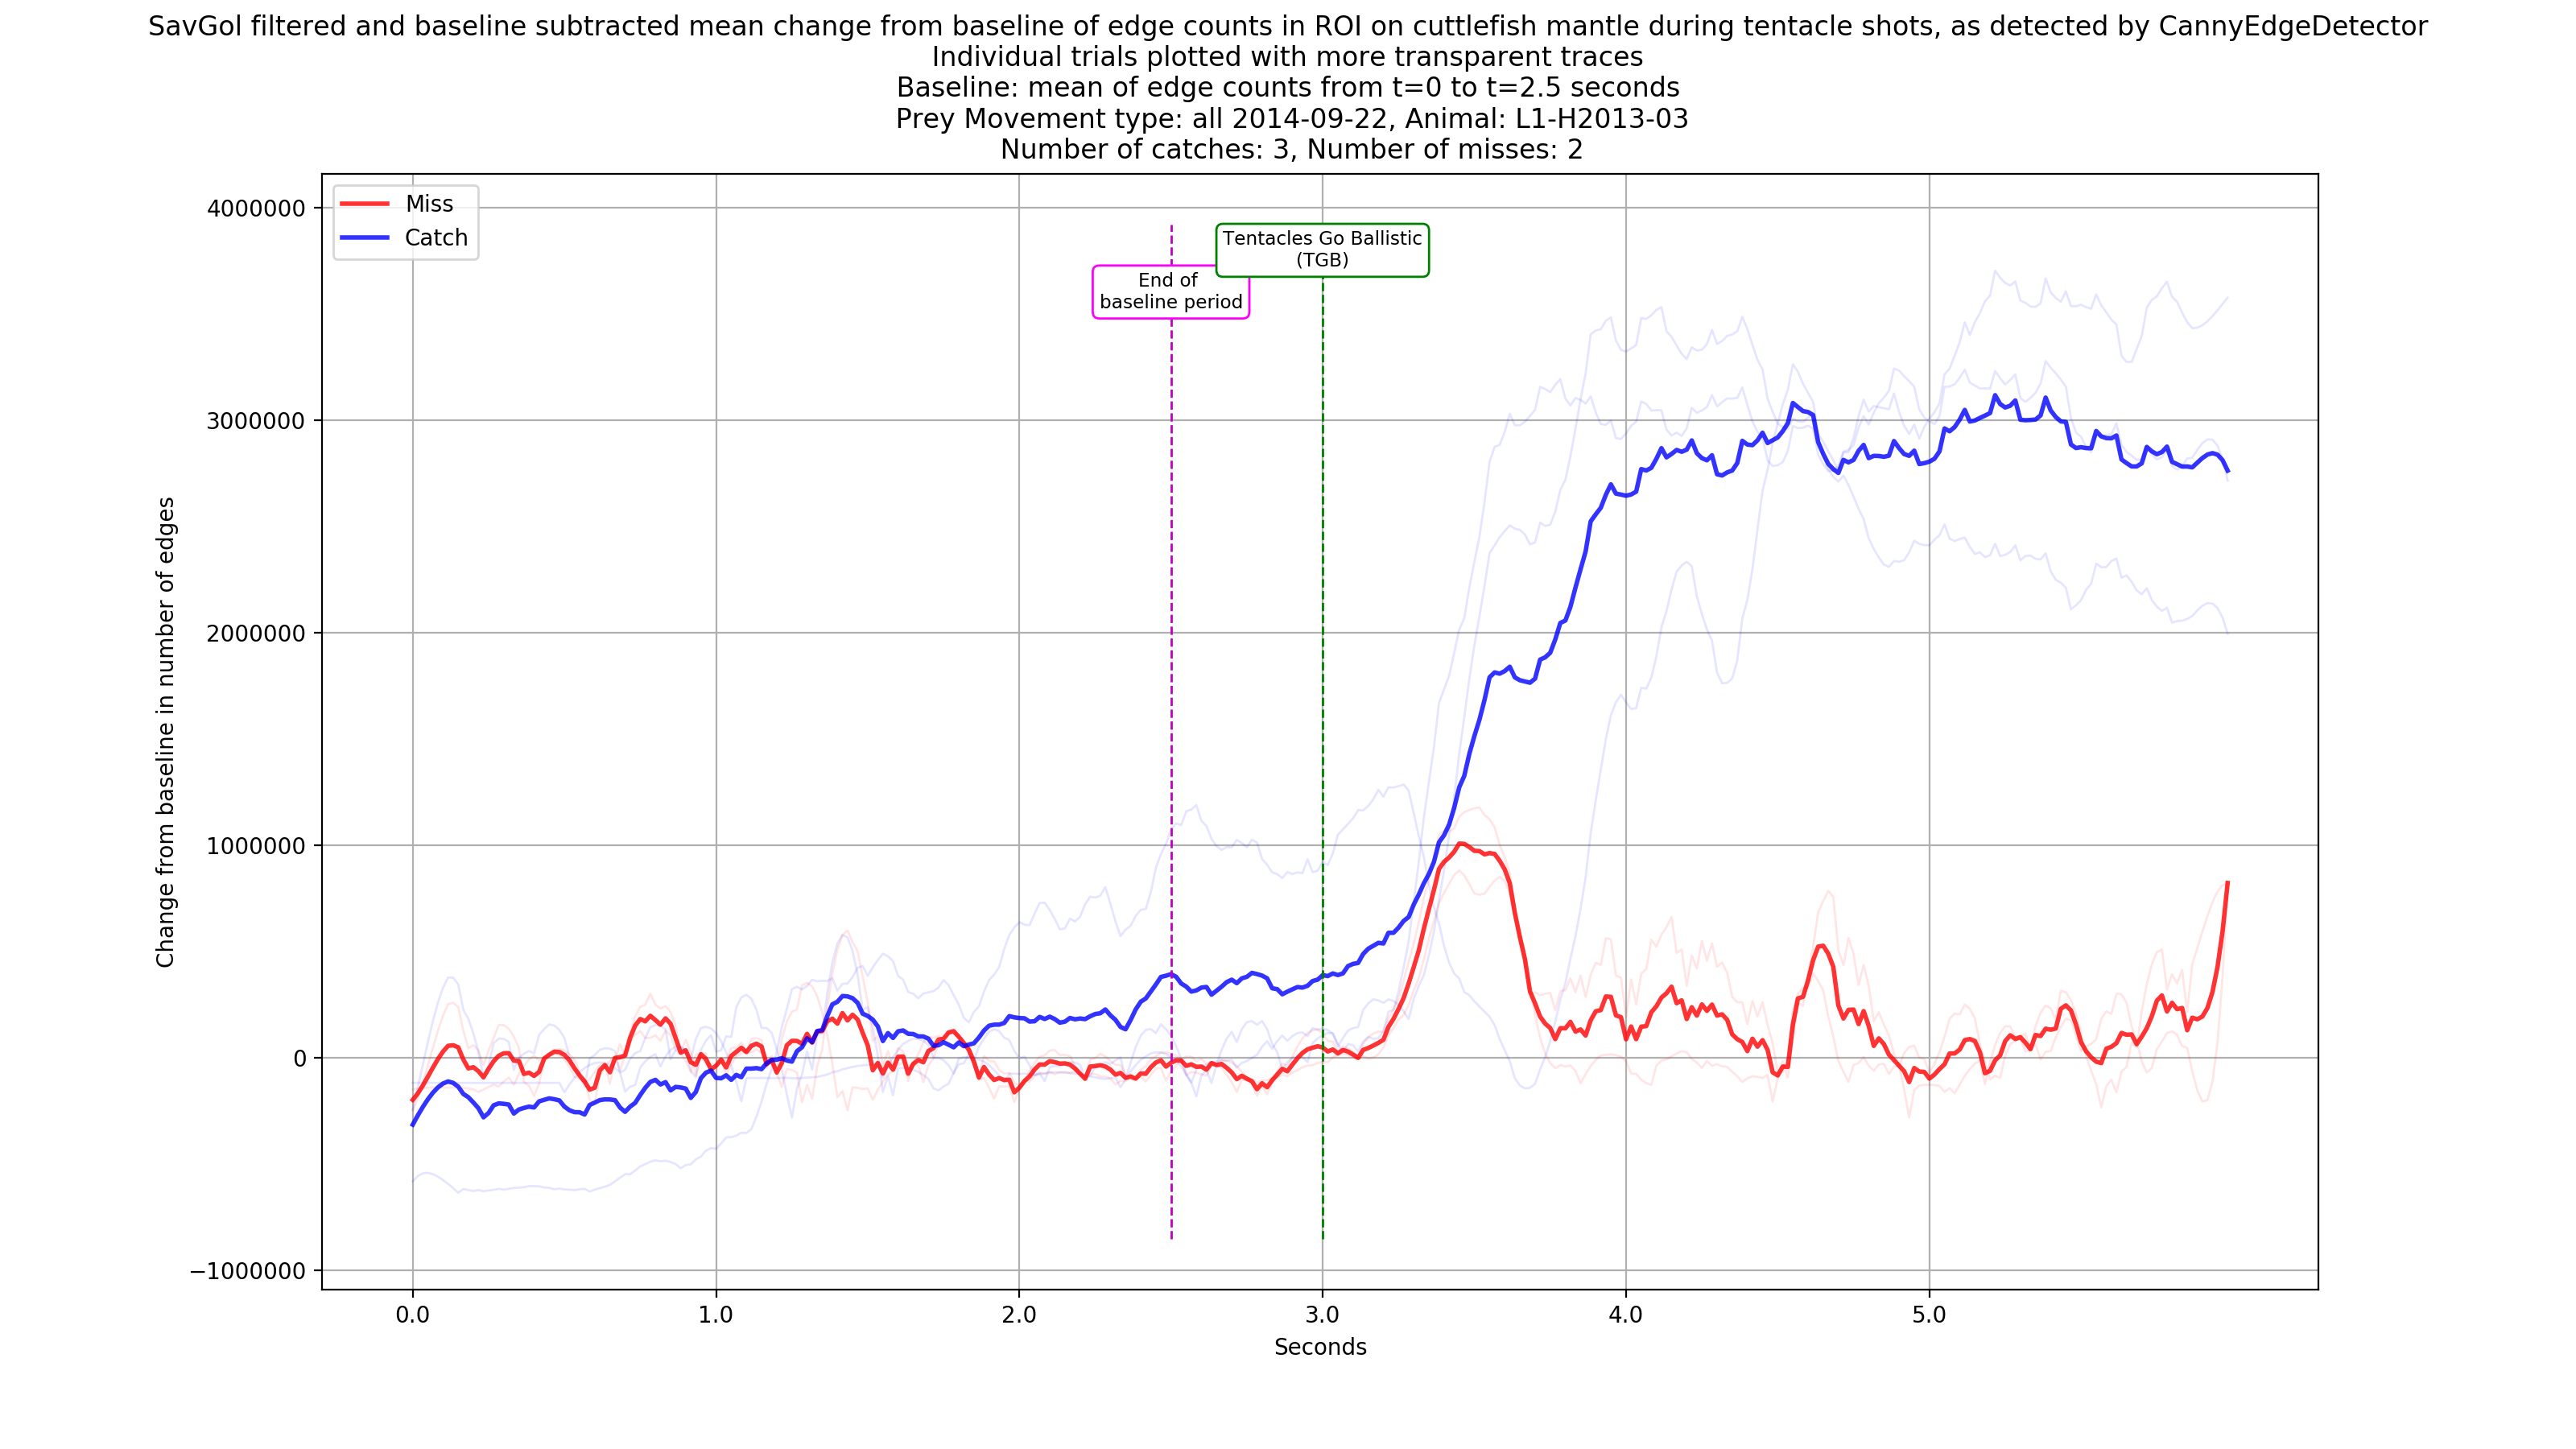 SavGol filtered and baseline subtracted mean change from baseline of edge counts in ROI on cuttlefish mantle during tentacle shots, as detected by CannyEdgeDetector
Individual trials plotted with more transparent traces
Baseline: mean of edge counts from t=0 to t=2.5 seconds
Prey Movement type: all 2014-09-22, Animal: L1-H2013-03
Number of catches: 3, Number of misses: 2
Miss
Catch
Tentacles Go Ballistic
(TGB)
End of
baseline period
Change from baseline in number of edges
4000000
3000000
2000000
1000000
0
−1000000
0.0 1.0 2.0 3.0 4.0 5.0
Seconds